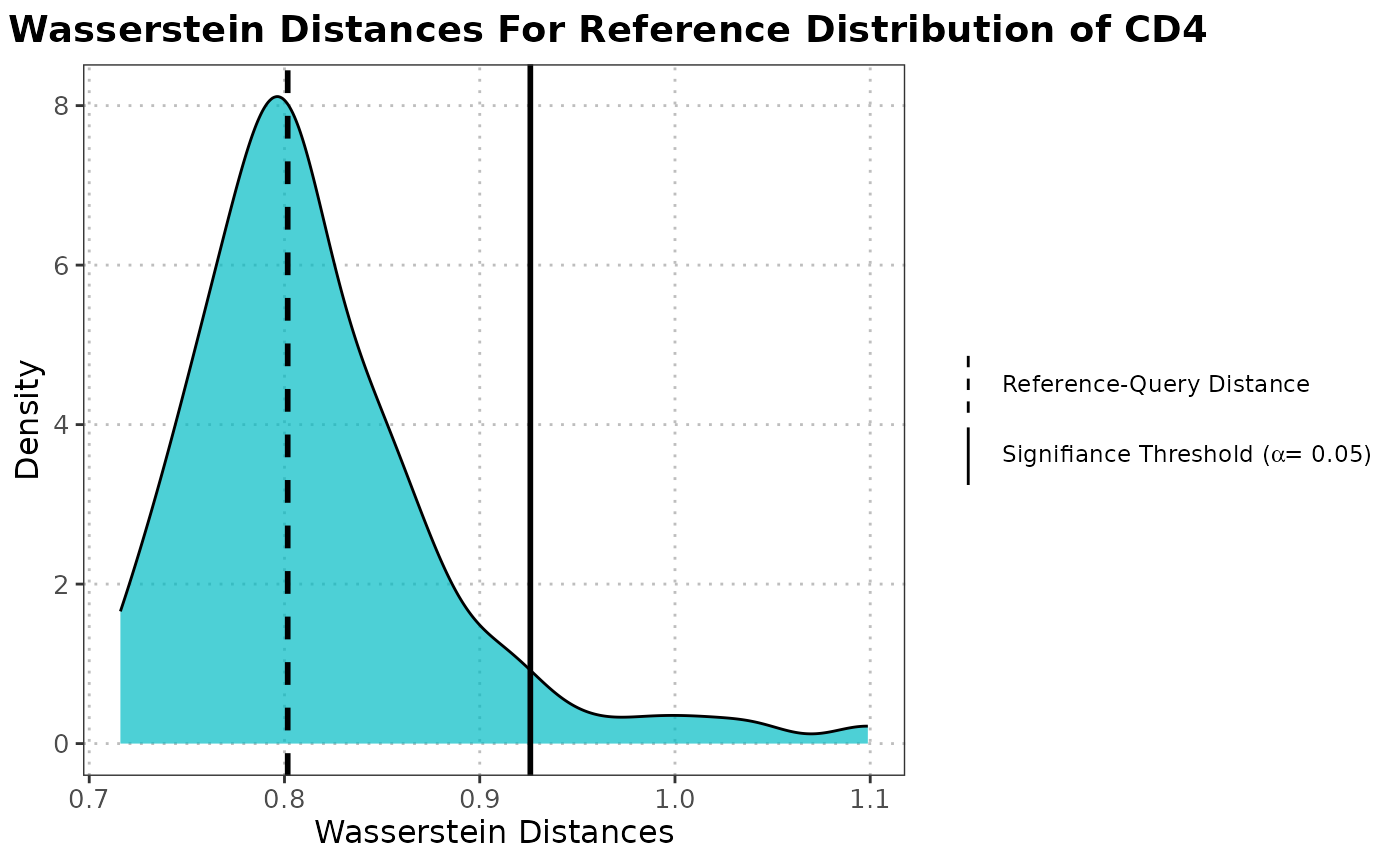 Wasserstein Distances For Reference Distribution of CD4
Density
8
6
4
2
0
0.7 0.8 0.9 1.0 1.1
Wasserstein Distances
Reference-Query Distance
Signifiance Threshold (α= 0.05)